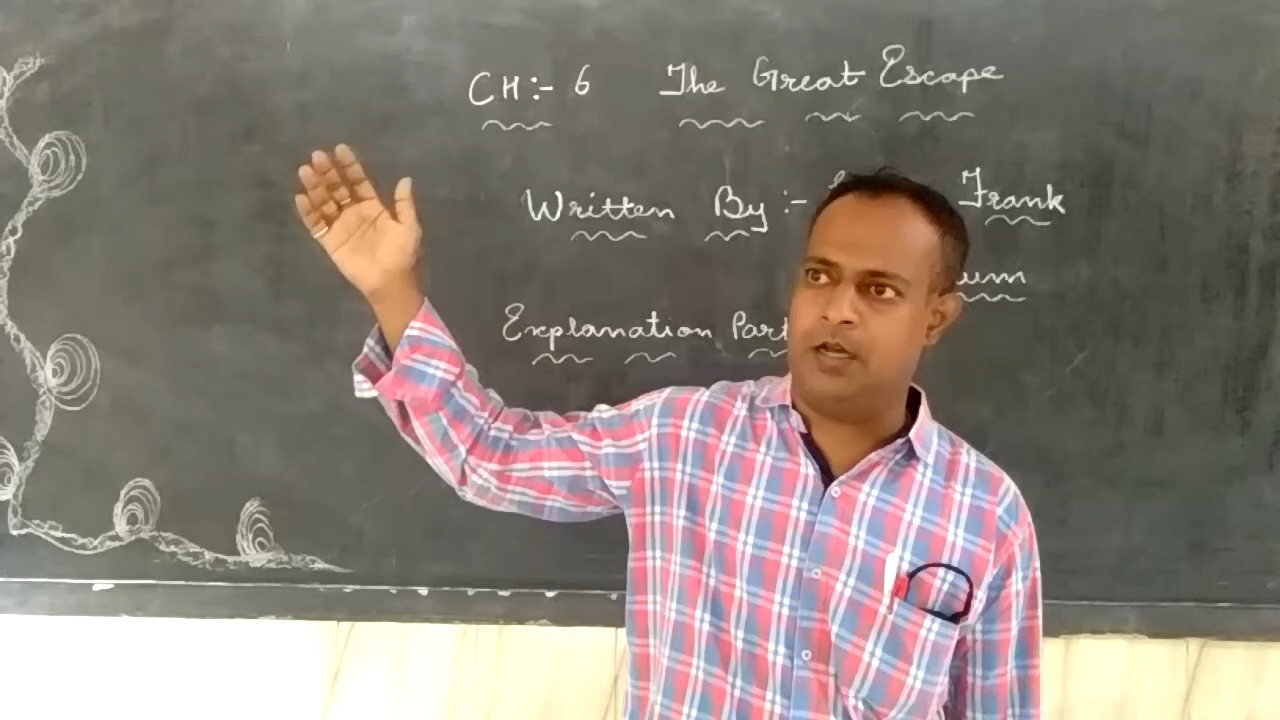 CH:- 6 The Great Escape
Written By :- Frank
Explanation Part